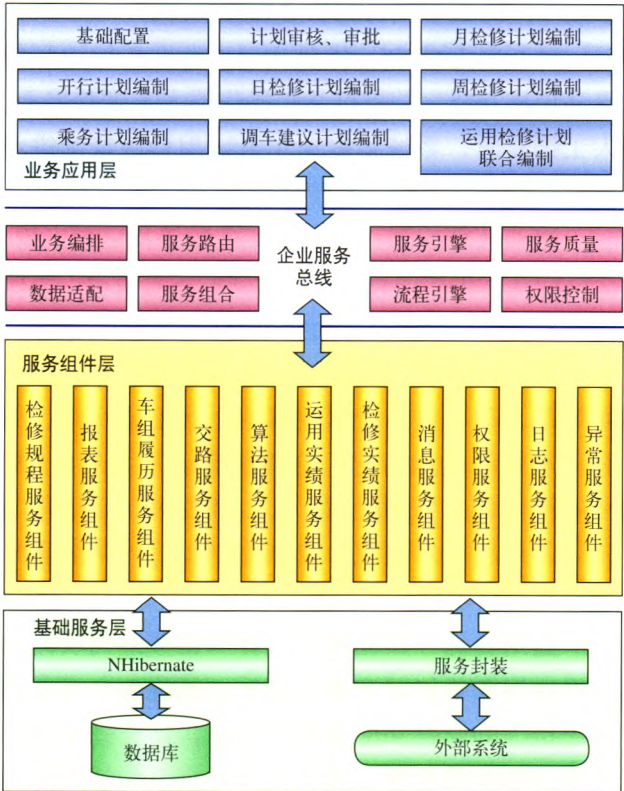 基础配置
计划审核、审批
月检修计划编制
开行计划编制
日检修计划编制
周检修计划编制
乘务计划编制
调车建议计划编制
运用检修计划
联合编制
业务应用层
业务编排
服务路由
企业服务
总线
服务引擎
服务质量
数据适配
服务组合
流程引擎
权限控制
服务组件层
检修规程服务组件
报表服务组件
车组履历服务组件
交路服务组件
算法服务组件
运用实绩服务组件
检修实绩服务组件
消息服务组件
权限服务组件
日志服务组件
异常服务组件
基础服务层
NHibernate
服务封装
数据库
外部系统